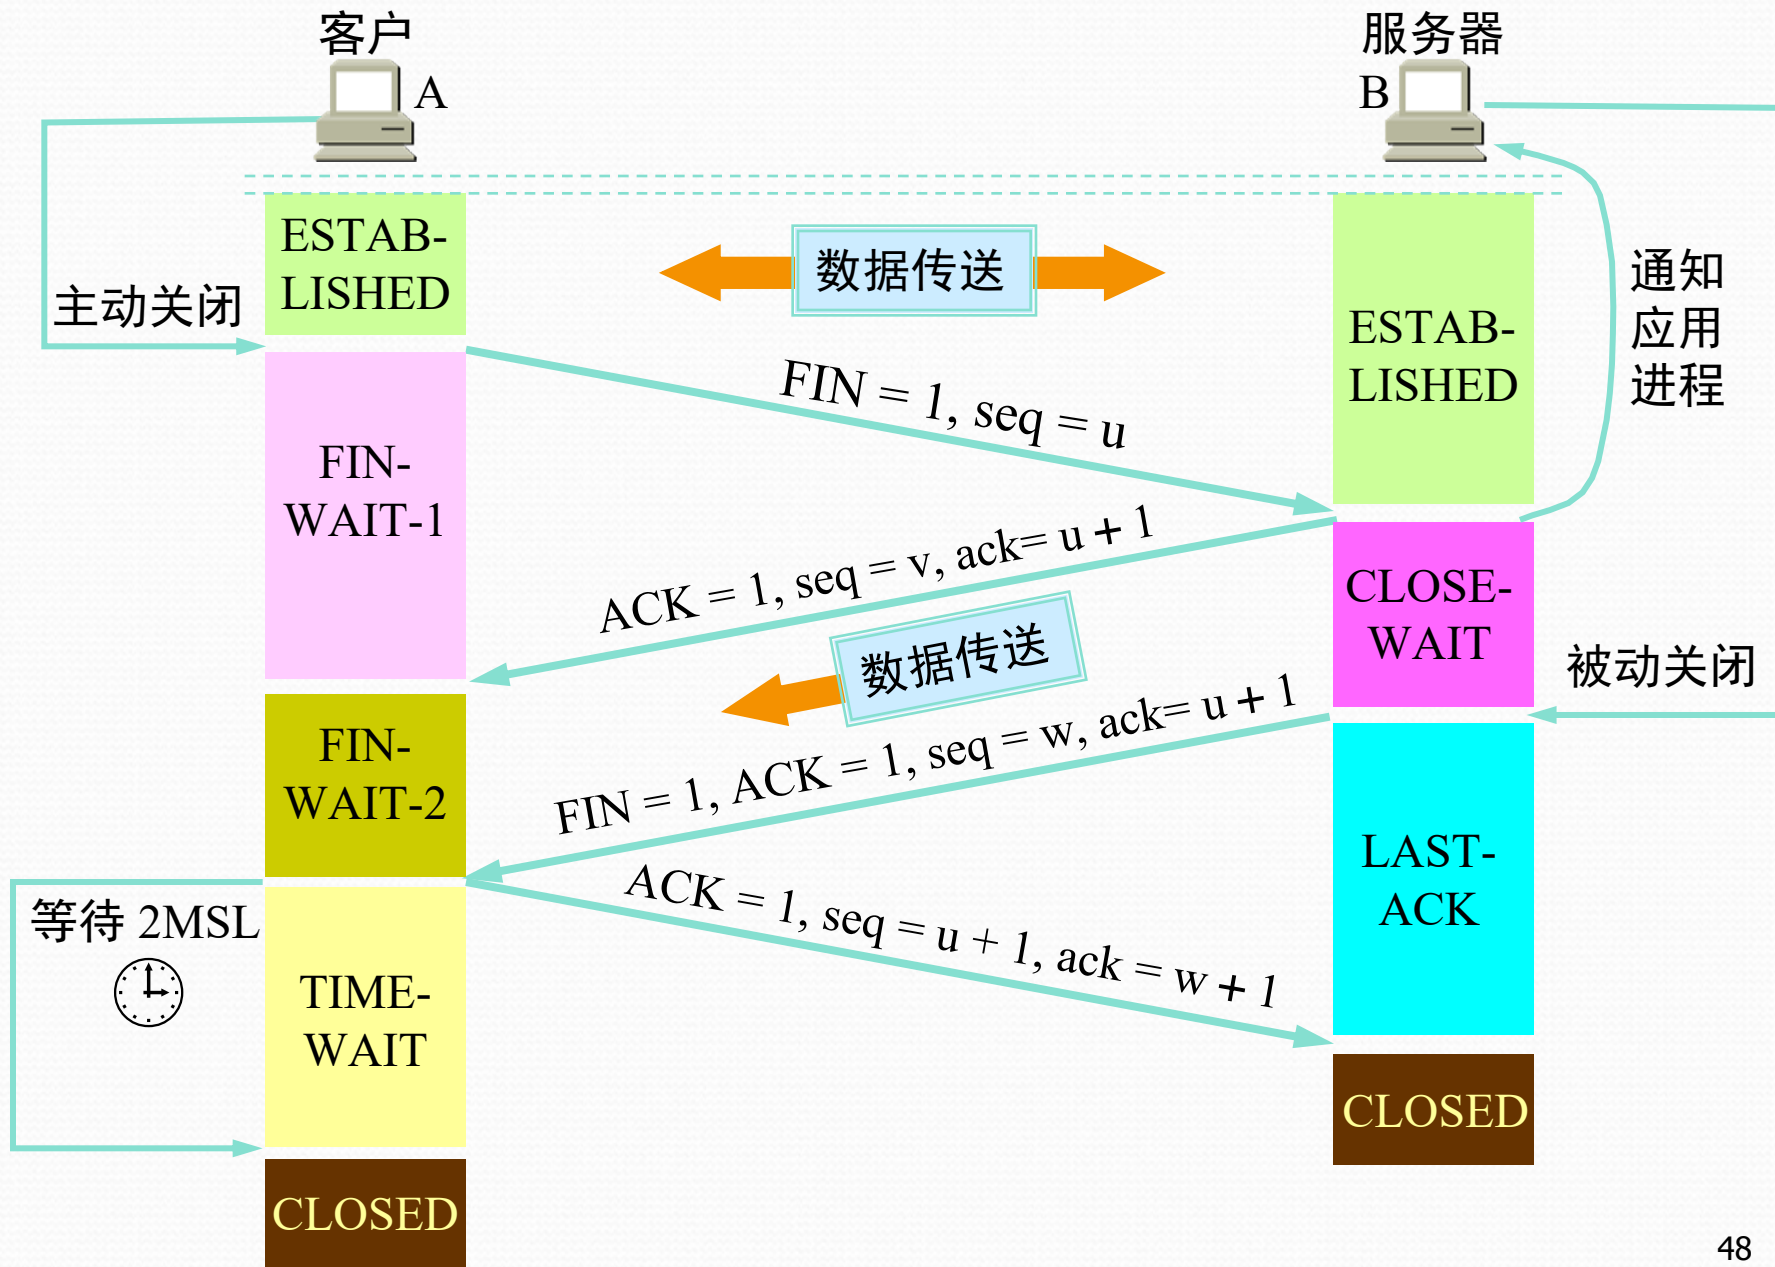 客户
A
服务器
B
ESTAB-
LISHED
主动关闭
数据传送
ESTAB-
LISHED
通知
应用
进程
FIN = 1, seq = u
FIN-
WAIT-1
ACK = 1, seq = v, ack= u + 1
CLOSE-
WAIT
数据传送
被动关闭
FIN-
WAIT-2
FIN = 1, ACK = 1, seq = w, ack= u + 1
LAST-
ACK
等待 2MSL
ACK = 1, seq = u + 1, ack = w + 1
TIME-
WAIT
CLOSED
CLOSED
48